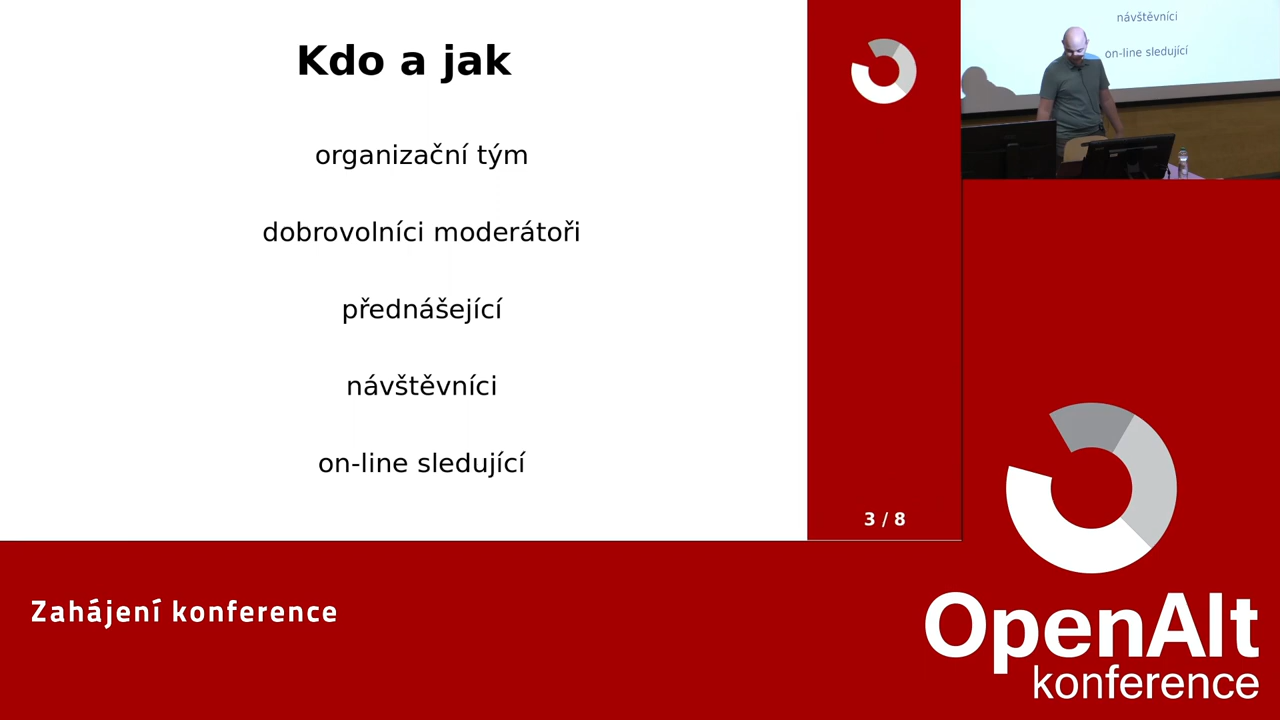 Kdo a jak
organizační tým
dobrovolníci moderátoři
přednášející
návštěvníci
on-line sledující
3 / 8
návštěvníci
on-line sledující
Zahájení konference
OpenAlt
konference